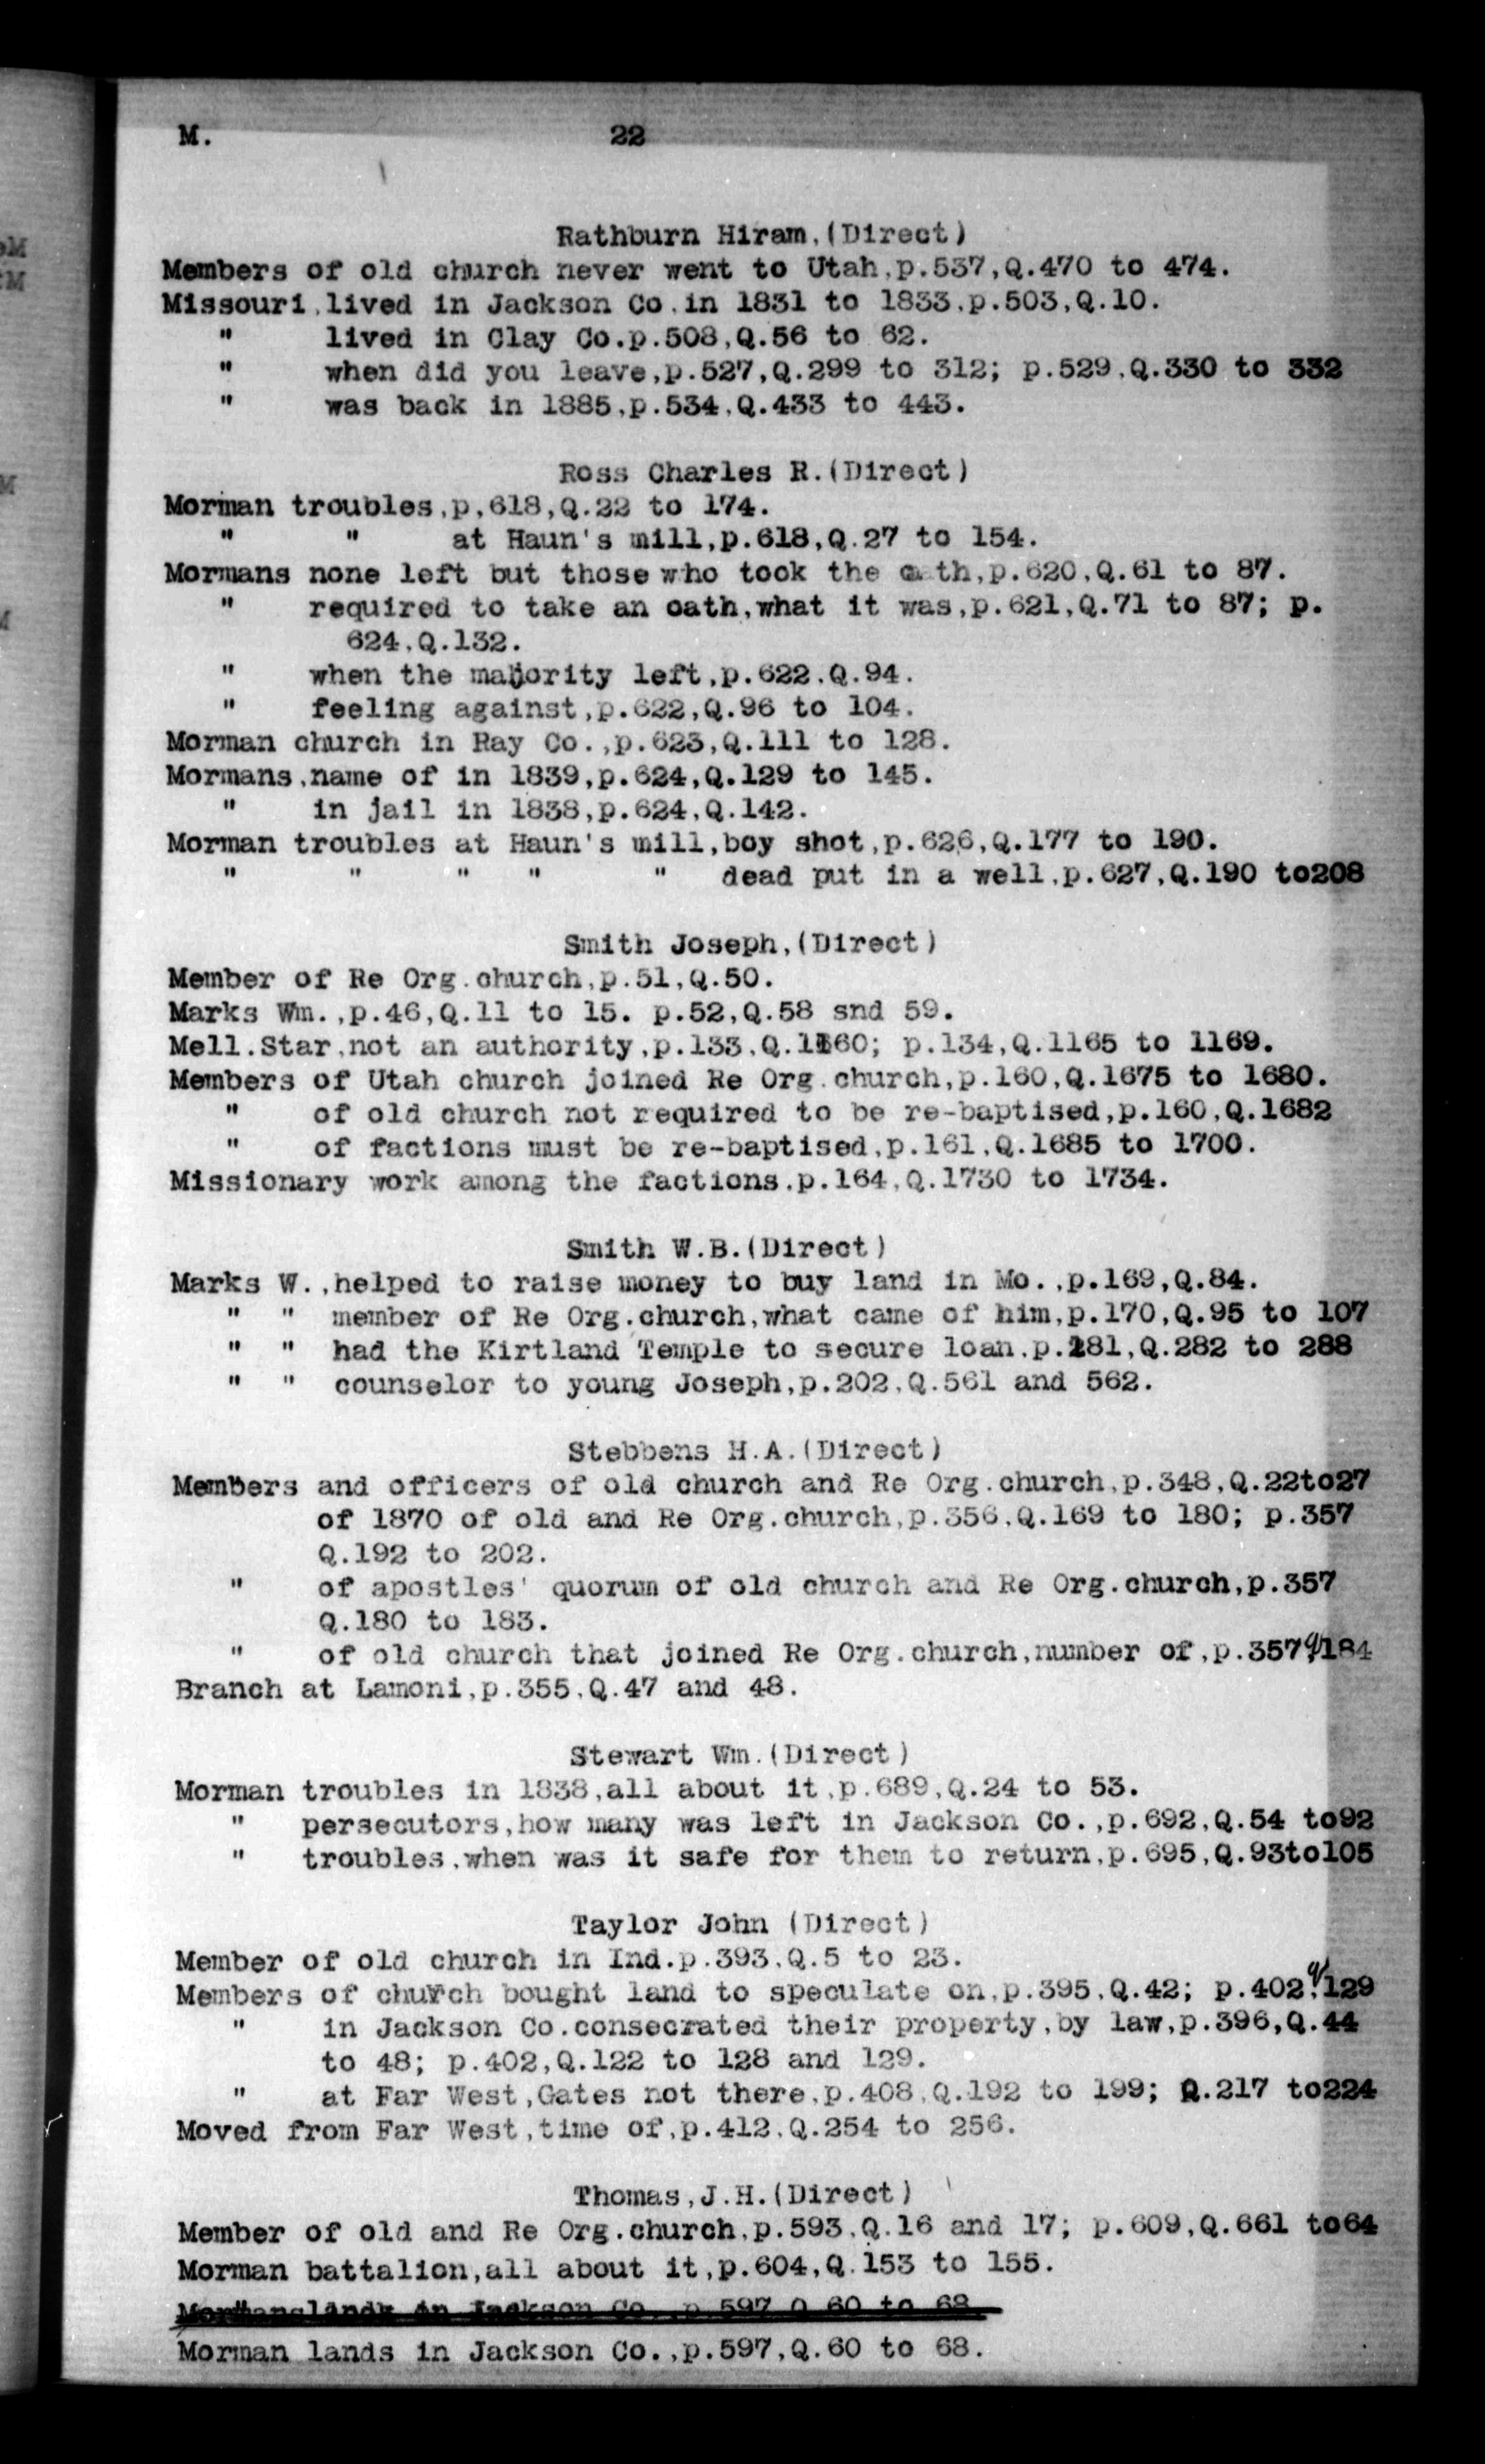 M. 22
Rathburn Hiram,(Direct)
Members of old church never went to Utah,p.537,Q.470 to 474.
Missouri,lived in Jackson Co.in 1831 to 1833,p.503,Q.10.
" lived in Clay Co.p.508,Q.56 to 62.
" when did you leave,p.527,Q.299 to 312; p.529,Q.330 to 332
" was back in 1885,p.534,Q.433 to 443.
Ross Charles R.(Direct)
Morman troubles,p,618,Q.22 to 174.
" " at Haun's mill,p.618,Q.27 to 154.
Mormans none left but those who took the oath,p.620,Q.61 to 87.
" required to take an oath,what it was,p.621,Q.71 to 87; p.
624,Q.132.
" when the majority left,p.622,Q.94.
" feeling against,p.622,Q.96 to 104.
Morman church in Ray Co.,p.623,Q.111 to 128.
Mormans,name of in 1839,p.624,Q.129 to 145.
" in jail in 1838,p.624,Q.142.
Morman troubles at Haun's mill,boy shot,p.626,Q.177 to 190.
" " " " " dead put in a well,p.627,Q.190 to208
Smith Joseph,(Direct)
Member of Re Org.church,p.51,Q.50.
Marks Wm.,p.46,Q.11 to 15. p.52,Q.58 snd 59.
Mell.Star,not an authority,p.133,Q.1160; p.134,Q.1165 to 1169.
Members of Utah church joined Re Org.church,p.160,Q.1675 to 1680.
" of old church not required to be re-baptised,p.160,Q.1682
" of factions must be re-baptised,p.161,Q.1685 to 1700.
Missionary work among the factions.p.164,Q.1730 to 1734.
Smith W.B.(Direct)
Marks W.,helped to raise money to buy land in Mo.,p.169,Q.84.
" " member of Re Org.church,what came of him,p.170,Q.95 to 107
" " had the Kirtland Temple to secure loan,p.181,Q.282 to 288
" " counselor to young Joseph,p.202,Q.561 and 562.
Stebbens H.A.(Direct)
Members and officers of old church and Re Org.church,p.348,Q.22to27
of 1870 of old and Re Org.church,p.356,Q.169 to 180; p.357
Q.192 to 202.
" of apostles' quorum of old church and Re Org.church,p.357
Q.180 to 183.
" of old church that joined Re Org.church,number of,p.357,q184
Branch at Lamoni,p.355,Q.47 and 48.
Stewart Wm.(Direct)
Morman troubles in 1838,all about it,p.689,Q.24 to 53.
" persecutors,how many was left in Jackson Co.,p.692,Q.54 to92
" troubles,when was it safe for them to return,p.695,Q.93to105
Taylor John (Direct)
Member of old church in Ind.p.393,Q.5 to 23.
Members of church bought land to speculate on,p.395,Q.42; p.402,q129
" in Jackson Co.consecrated their property,by law,p.396,Q.44
to 48; p.402,Q.122 to 128 and 129.
" at Far West,Gates not there,p.408,Q.192 to 199; Q.217 to224
Moved from Far West,time of,p.412,Q.254 to 256.
Thomas,J.H.(Direct)
Member of old and Re Org.church,p.593,Q.16 and 17; p.609,Q.661 to64
Morman battalion,all about it,p.604,Q.153 to 155.
in Jackson Co. p 597 Q 60 to 68
Morman lands in Jackson Co.,p.597,Q.60 to 68.